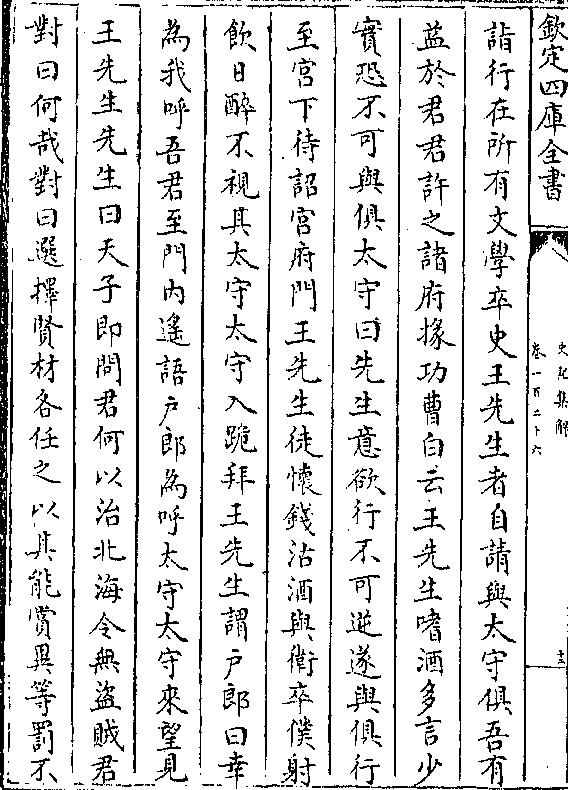 欽定四庫全書
史記集解
卷一百二十六
十三
詣行在所有文學卒史王先生者自請與太守俱吾有
益於君君許之諸府掾功曹白云王先生嗜酒多言少
實恐不可與俱太守曰先生意欲行不可逆遂與俱行
至宫下待詔宫府門王先生徒懐錢沽酒與衛卒僕射
飲日醉不視其太守太守入跪拜王先生謂户郎曰幸
為我呼吾君至門内遙語户郎為呼太守太守來望見
王先生先生曰天子即問君何以治北海令無盗賊君
對曰何哉對曰選擇賢材各任之以其能賞異等罰不